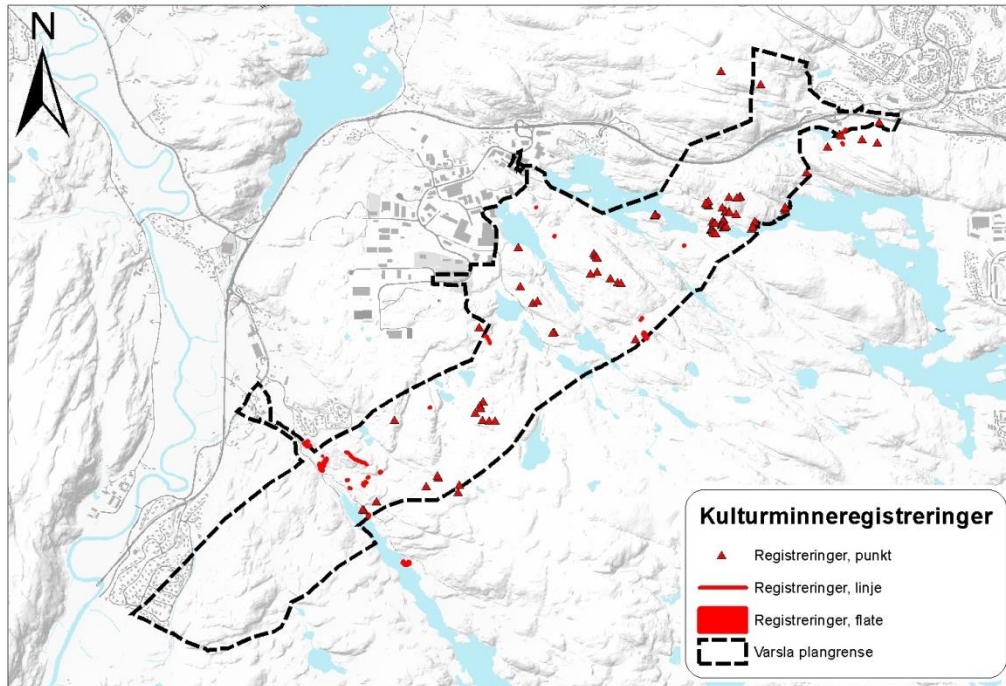 N
Kulturminneregistreringer
Registreringer, punkt
Registreringer, linje
Registreringer, flate
Varsla plangrense